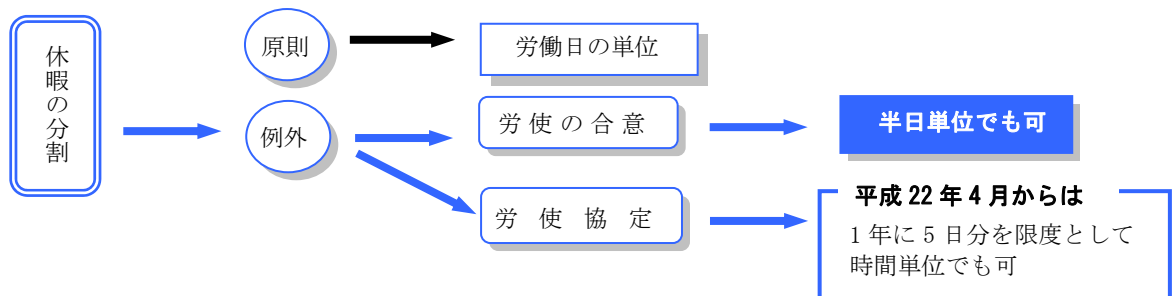 休暇の分割
原則
労働日の単位
例外
労使の合意
半日単位でも可
労使協定
平成 22 年 4 月からは
1 年に 5 日分を限度として
時間単位でも可